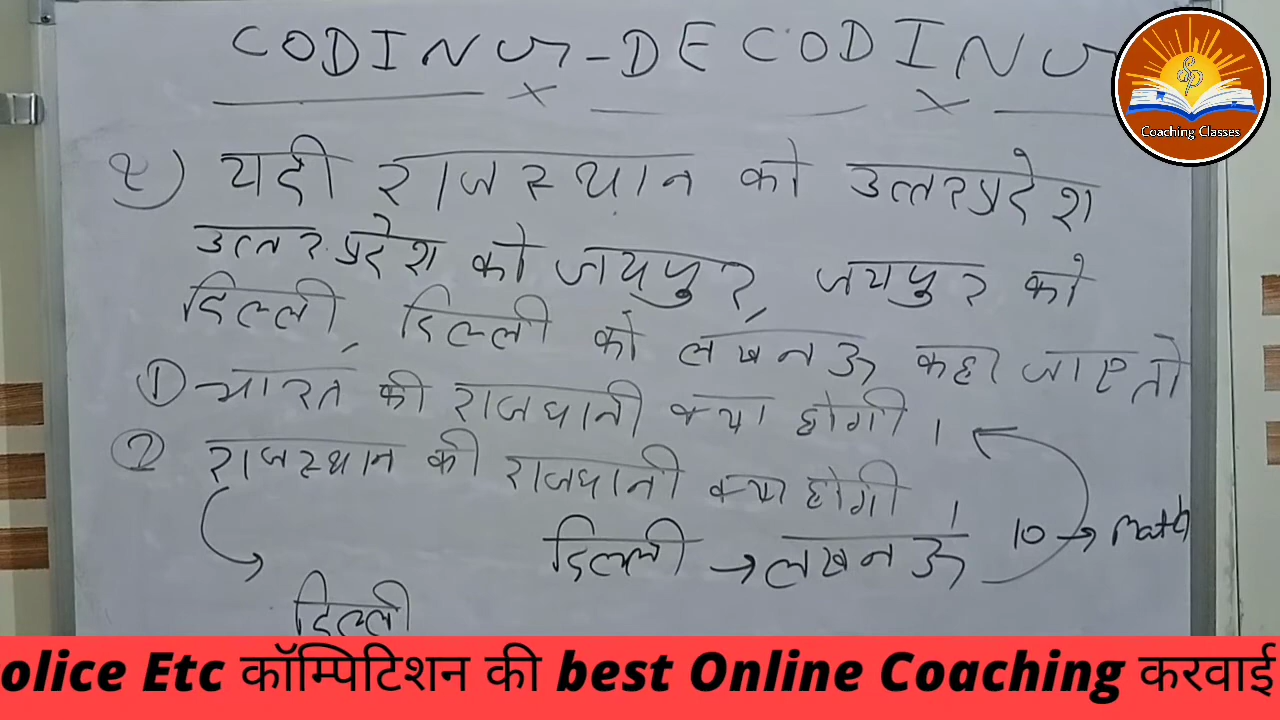 CODING-DECODING
Coaching Classes
१) यदी राजस्थान को उत्तरप्रदेश
उत्तरप्रदेश को जयपुर, जयपुर को
दिल्ली, दिल्ली को लखनऊ कहा जाए तो
① भारत की राजधानी क्या होगी।
② राजस्थान की राजधानी क्या होगी।
दिल्ली → लखनऊ 10 → math
दिल्ली
olice Etc कॉम्पिटिशन की best Online Coaching करवाई